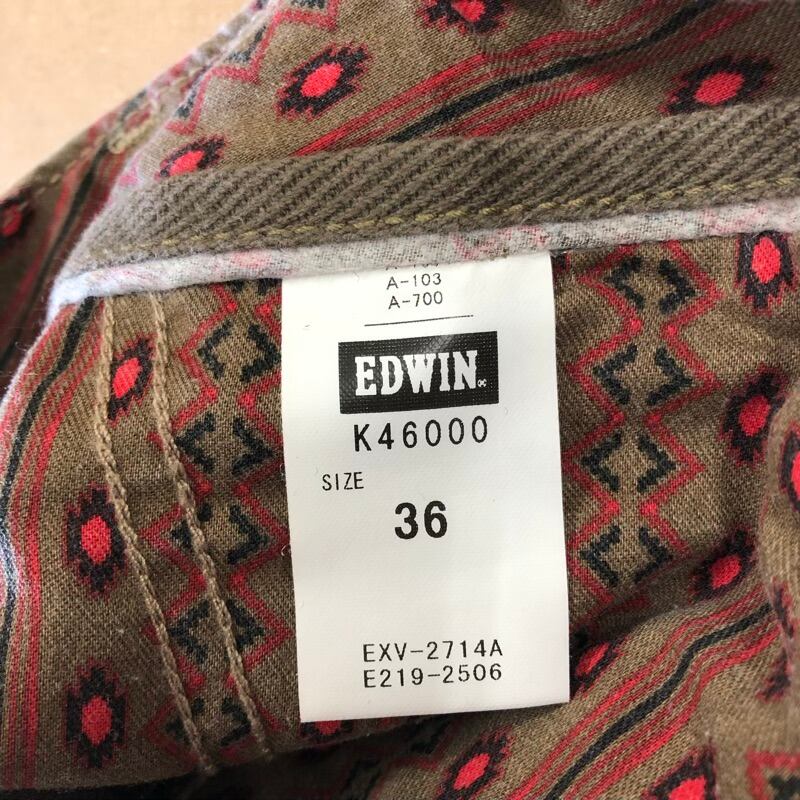 A-103
A-700
EDWIN
K46000
SIZE
36
EXV-2714A
E219-2506